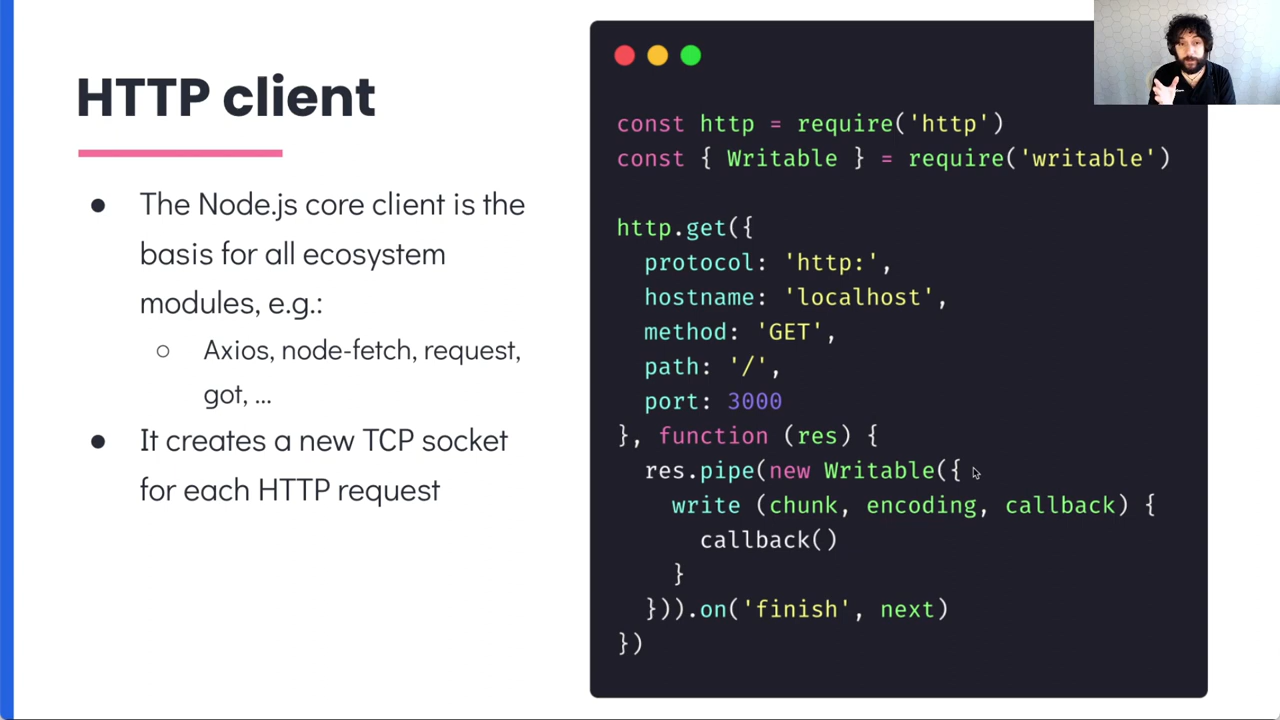 HTTP client
● The Node.js core client is the
basis for all ecosystem
modules, e.g.:
○ Axios, node-fetch, request,
got, ...
● It creates a new TCP socket
for each HTTP request
const http = require('http')
const { Writable } = require('writable')
http.get({
  protocol: 'http:',
  hostname: 'localhost',
  method: 'GET',
  path: '/',
  port: 3000
}, function (res) {
  res.pipe(new Writable({
    write (chunk, encoding, callback) {
      callback()
    }
  })).on('finish', next)
})